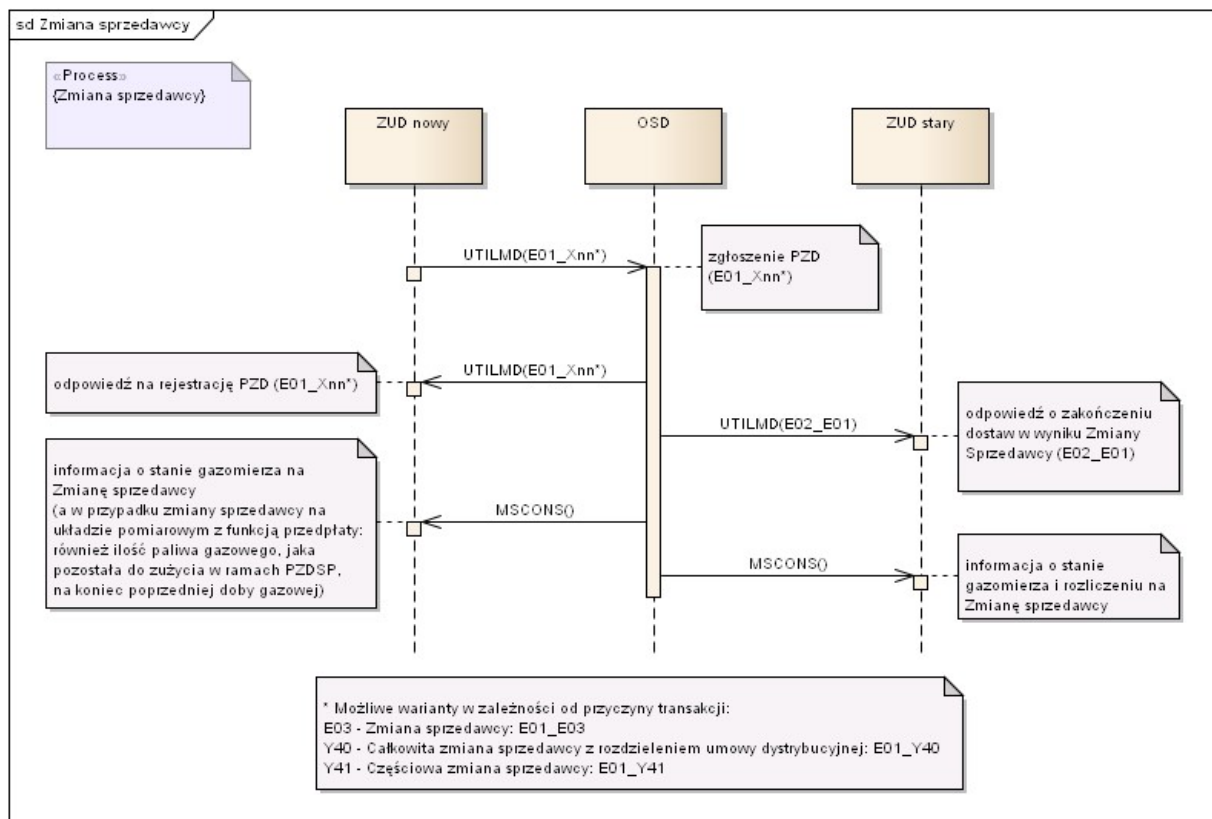 sd Zmiana sprzedawcy
«Process»
{Zmiana sprzedawcy}
ZUD nowy
OSD
ZUD stary
UTILMD(E01_Xnn*)
zgłoszenie PZD
(E01_Xnn*)
UTILMD(E01_Xnn*)
odpowiedź na rejestrację PZD (E01_Xnn*)
UTILMD(E02_E01)
odpowiedź o zakończeniu
dostaw w wyniku Zmiany
Sprzedawcy (E02_E01)
informacja o stanie gazomierza na
Zmianę sprzedawcy
(a w przypadku zmiany sprzedawcy na
układzie pomiarowym z funkcją przedpłaty:
również ilość paliwa gazowego, jaka
pozostała do zużycia w ramach PZDSP,
na koniec poprzedniej doby gazowej)
MSCONS()
MSCONS()
informacja o stanie
gazomierza i rozliczeniu na
Zmianę sprzedawcy
* Możliwe warianty w zależności od przyczyny transakcji:
E03 - Zmiana sprzedawcy: E01_E03
Y40 - Całkowita zmiana sprzedawcy z rozdzieleniem umowy dystrybucyjnej: E01_Y40
Y41 - Częściowa zmiana sprzedawcy: E01_Y41